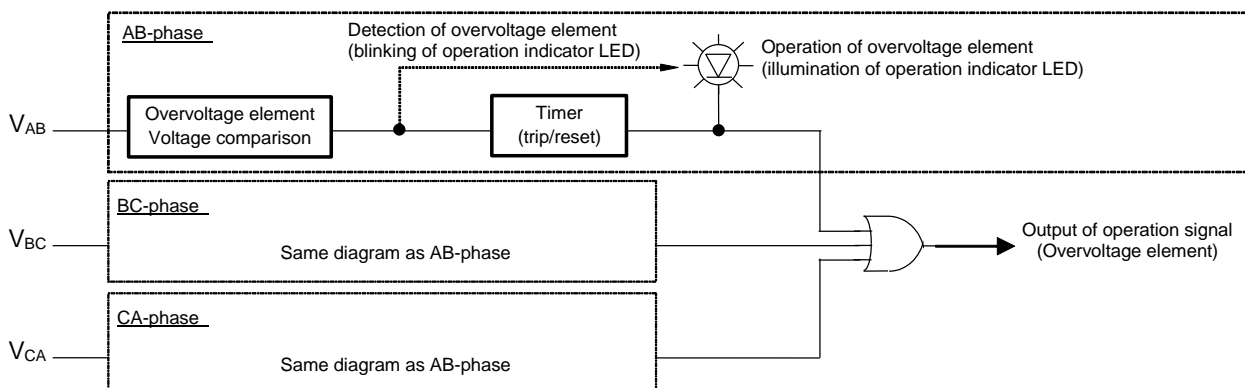 AB-phase
Detection of overvoltage element
(blinking of operation indicator LED)
Operation of overvoltage element
(illumination of operation indicator LED)
VAB
Overvoltage element
Voltage comparison
Timer
(trip/reset)
BC-phase
VBC
Same diagram as AB-phase
Output of operation signal
(Overvoltage element)
CA-phase
VCA
Same diagram as AB-phase